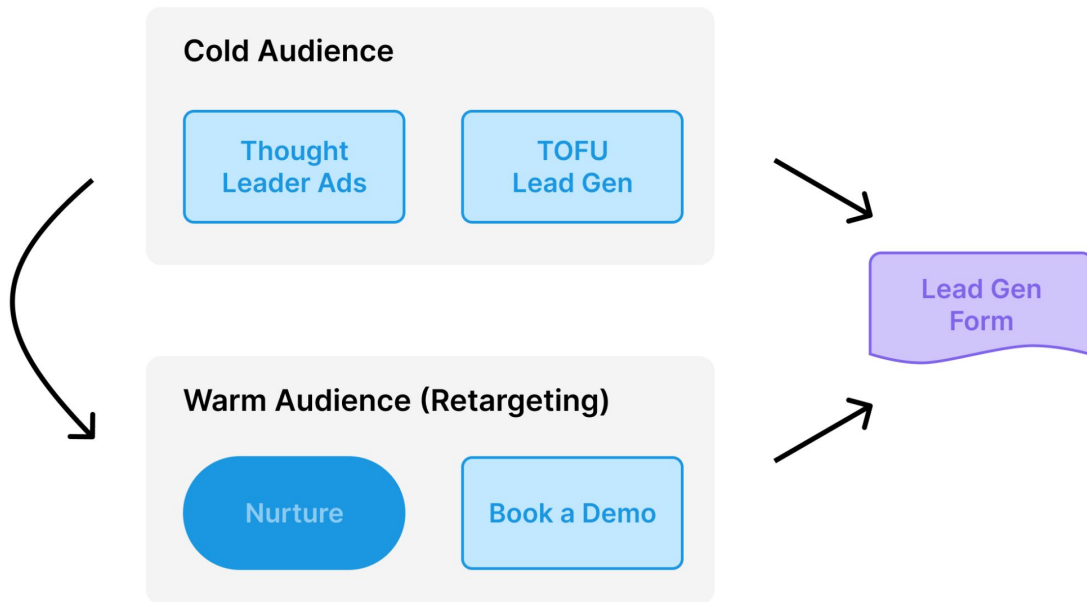 Cold Audience
Thought
Leader Ads
TOFU
Lead Gen
Lead Gen
Form
Warm Audience (Retargeting)
Nurture
Book a Demo